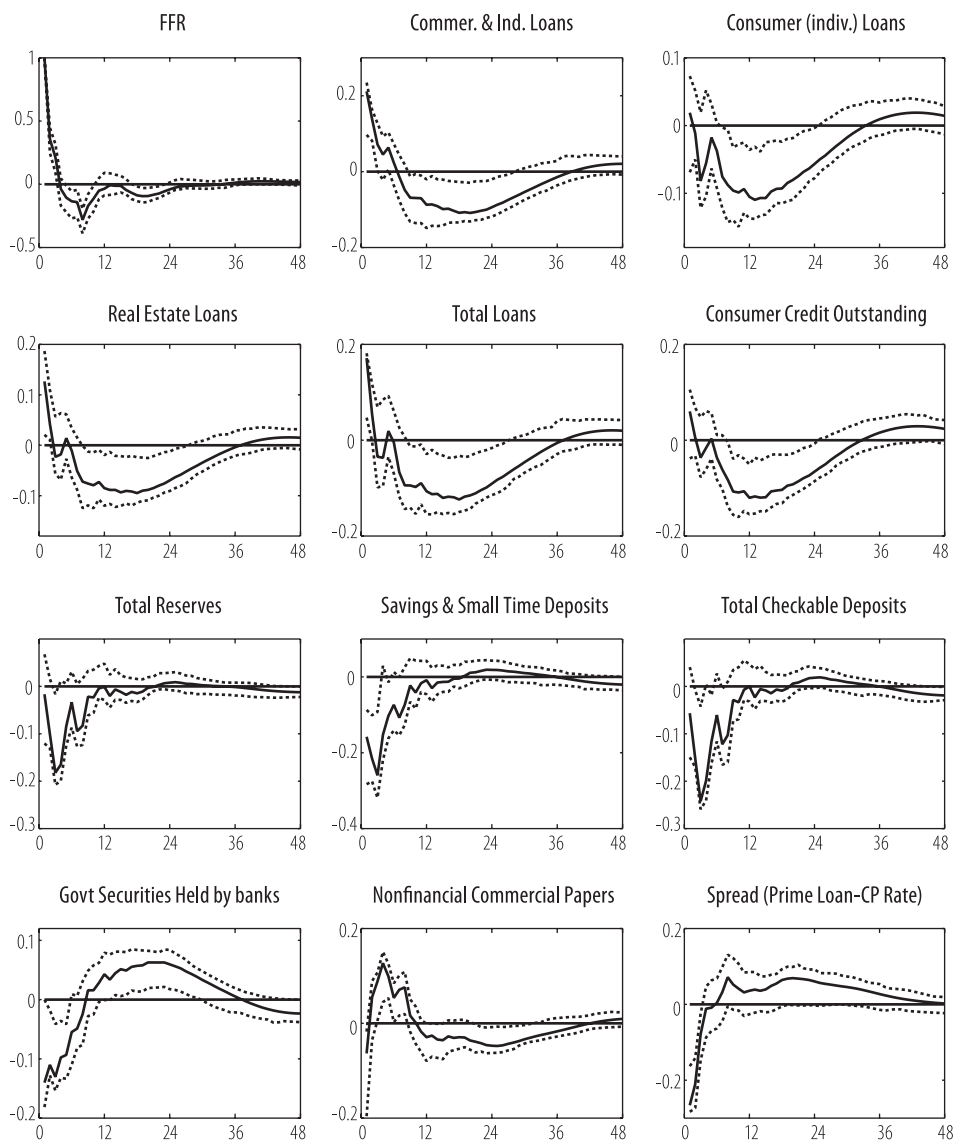 FFR Commer. & Ind. Loans Consumer (indiv.) Loans
1 0.2 0.1
0.5 0 0
0 −0.1
−0.5 −0.2
0 12 24 36 48 0 12 24 36 48 0 12 24 36 48
Real Estate Loans Total Loans Consumer Credit Outstanding
0.2 0.2 0.2
0.1
0 0 0
−0.1
−0.2 −0.2
0 12 24 36 48 0 12 24 36 48 0 12 24 36 48
Total Reserves Savings & Small Time Deposits Total Checkable Deposits
0 0 0
−0.1 −0.1
−0.2 −0.2 −0.2
−0.3 −0.4 −0.3
0 12 24 36 48 0 12 24 36 48 0 12 24 36 48
Govt Securities Held by banks Nonfinancial Commercial Papers Spread (Prime Loan-CP Rate)
0.1 0.2 0.2
0 0 0
−0.1
−0.2 −0.2 −0.2
0 12 24 36 48 0 12 24 36 48 0 12 24 36 48